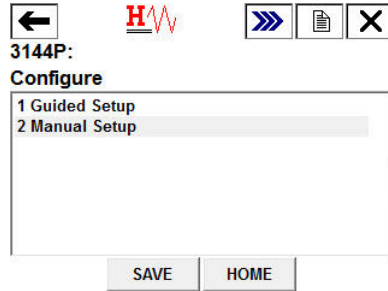 H
3144P:
Configure
1 Guided Setup
2 Manual Setup
SAVE HOME